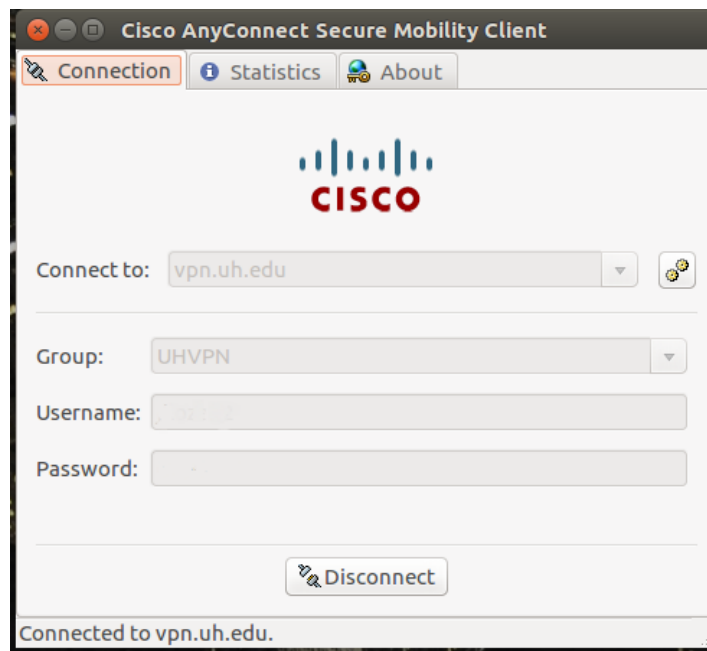 Cisco AnyConnect Secure Mobility Client
Connection Statistics About
CISCO
Connect to: vpn.uh.edu
Group: UHVPN
Username:
Password:
Disconnect
Connected to vpn.uh.edu.